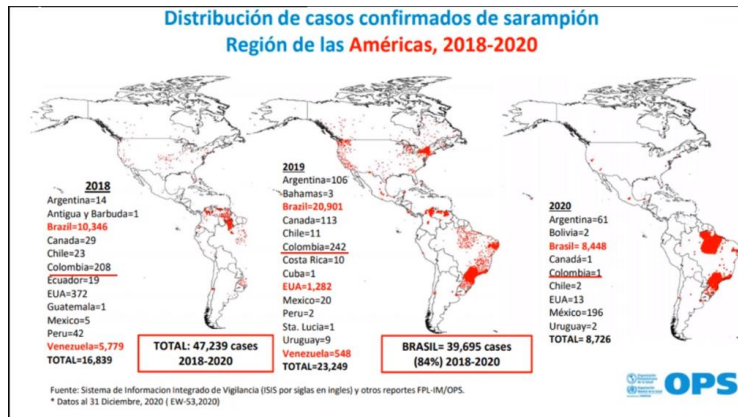 Distribución de casos confirmados de sarampión
Región de las Américas, 2018-2020
2018
Argentina=14
Antigua y Barbuda=1
Brazil=10,346
Canada=29
Chile=23
Colombia=208
Ecuador=19
EUA=372
Guatemala=1
Mexico=5
Peru=42
Venezuela=5,779
TOTAL=16,839
TOTAL: 47,239 cases
2018-2020
2019
Argentina=106
Bahamas=3
Brazil=20,901
Canada=113
Chile=11
Colombia=242
Costa Rica=10
Cuba=1
EUA=1,282
Mexico=20
Peru=2
Sta. Lucia=1
Uruguay=9
Venezuela=548
TOTAL=23,249
BRASIL= 39,695 cases
(84%) 2018-2020
2020
Argentina=61
Bolivia=2
Brasil= 8,448
Canadá=1
Colombia=1
Chile=2
EUA=13
México=196
Uruguay=2
TOTAL= 8,726
Fuente: Sistema de Informacion Integrado de Vigilancia (ISIS por siglas en ingles) y otros reportes FPL-IM/OPS.
* Datos al 31 Diciembre, 2020 ( EW-53,2020)
OPS